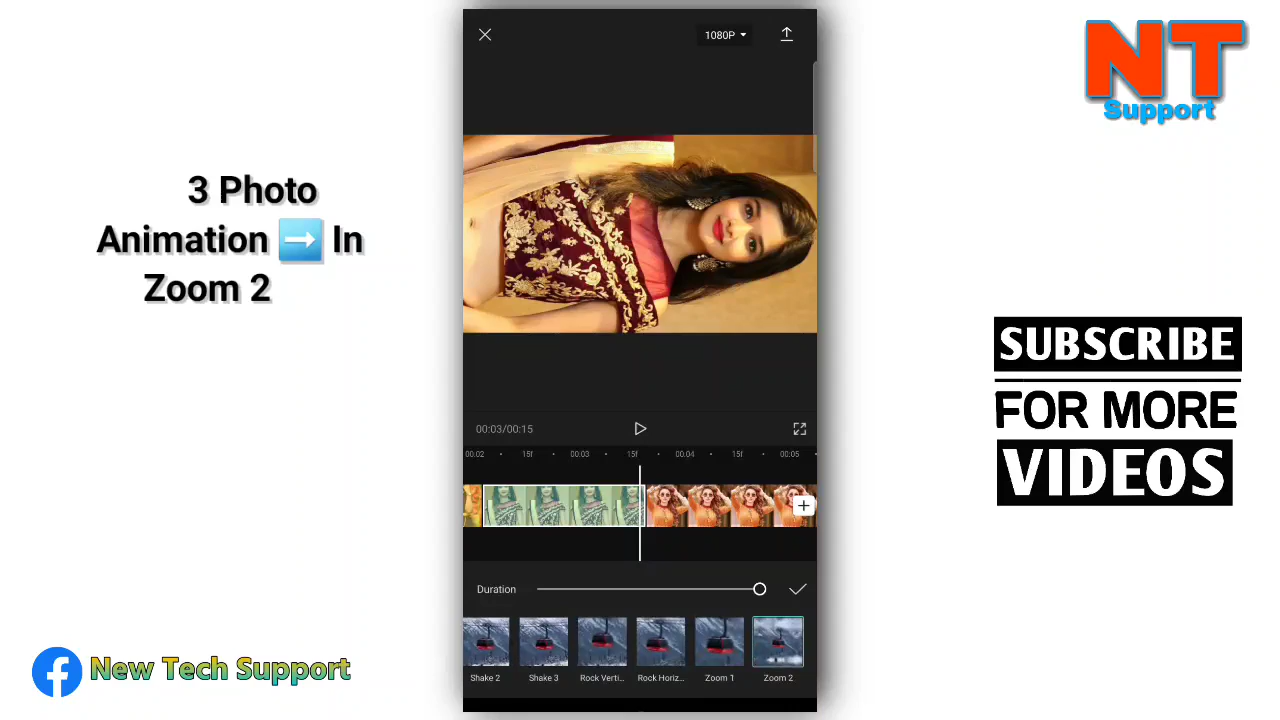 1080P
NT
Support
3 Photo
Animation ➡️ In
Zoom 2
SUBSCRIBE
FOR MORE
VIDEOS
00:03/00:15
00:02 15f 00:03 15f 00:04 15f 00:05
Duration
Shake 2 Shake 3 Rock Verti... Rock Horiz... Zoom 1 Zoom 2
New Tech Support